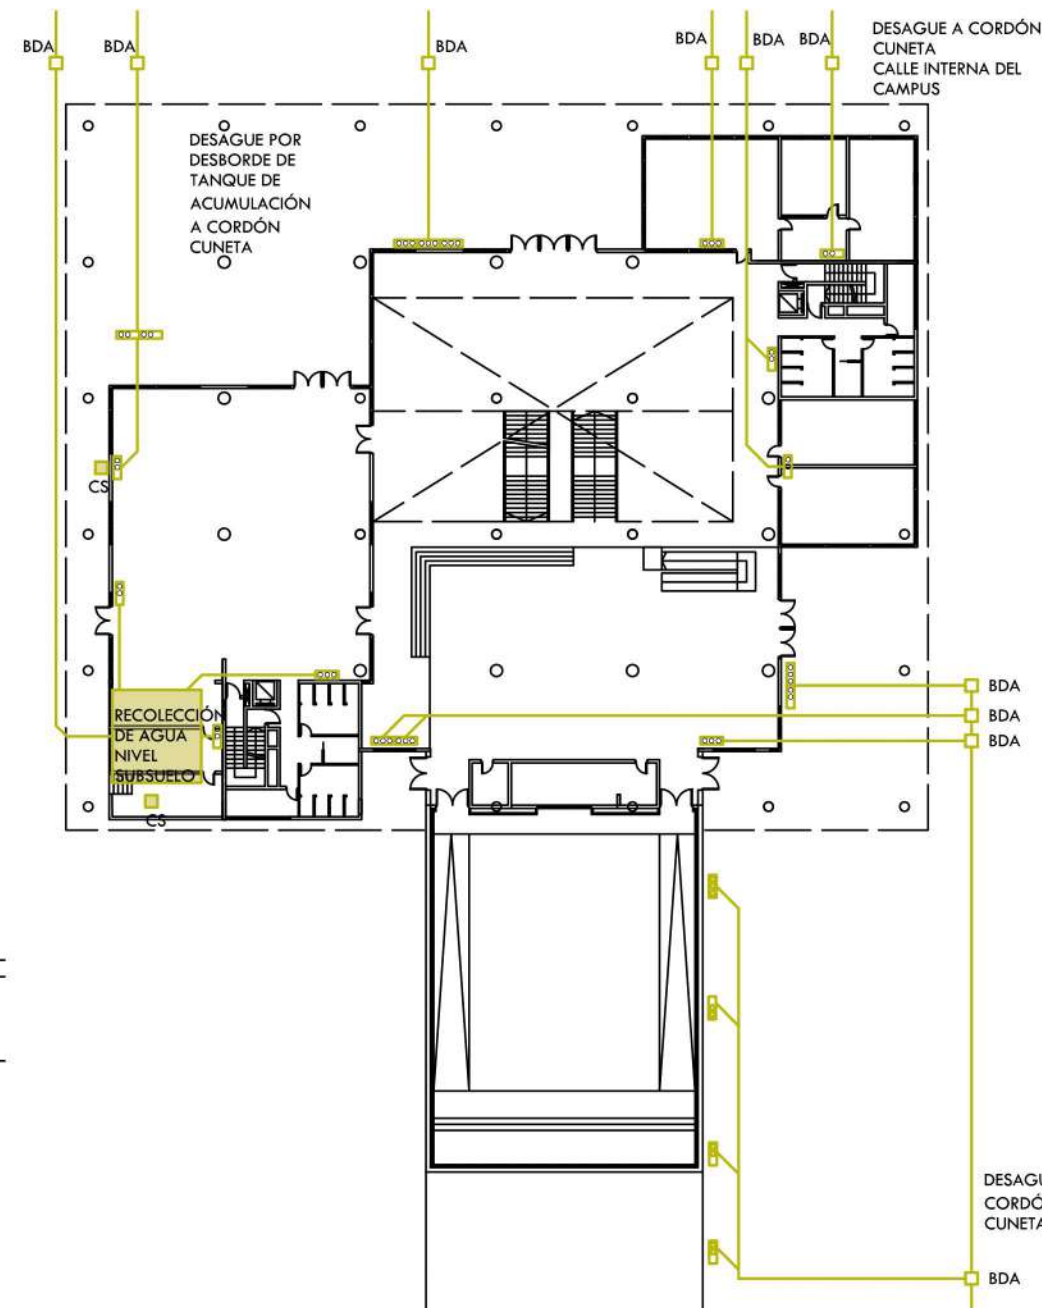 BDA
BDA
BDA
BDA
BDA
BDA
DESAGUE A CORDÓN
CUNETA
CALLE INTERNA DEL
CAMPUS
DESAGUE POR
DESBORDE DE
TANQUE DE
ACUMULACIÓN
A CORDÓN
CUNETA
CS
RECOLECCIÓN
DE AGUA
NIVEL
SUBSUELO
CS
BDA
BDA
BDA
DESAGU
CORDÓ
CUNETA
BDA